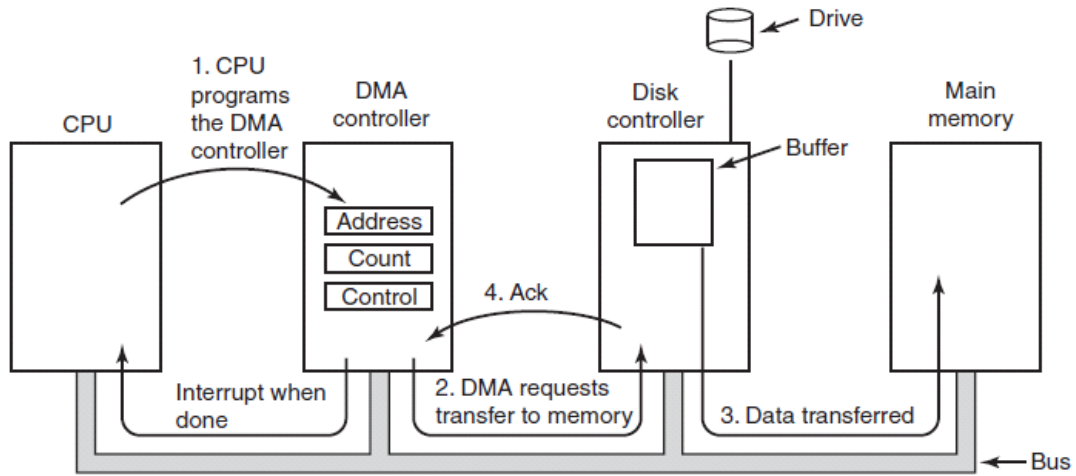 Drive
1. CPU
programs
the DMA
controller
CPU
DMA
controller
Disk
controller
Main
memory
Buffer
Address
Count
Control
4. Ack
Interrupt when
done
2. DMA requests
transfer to memory
3. Data transferred
Bus